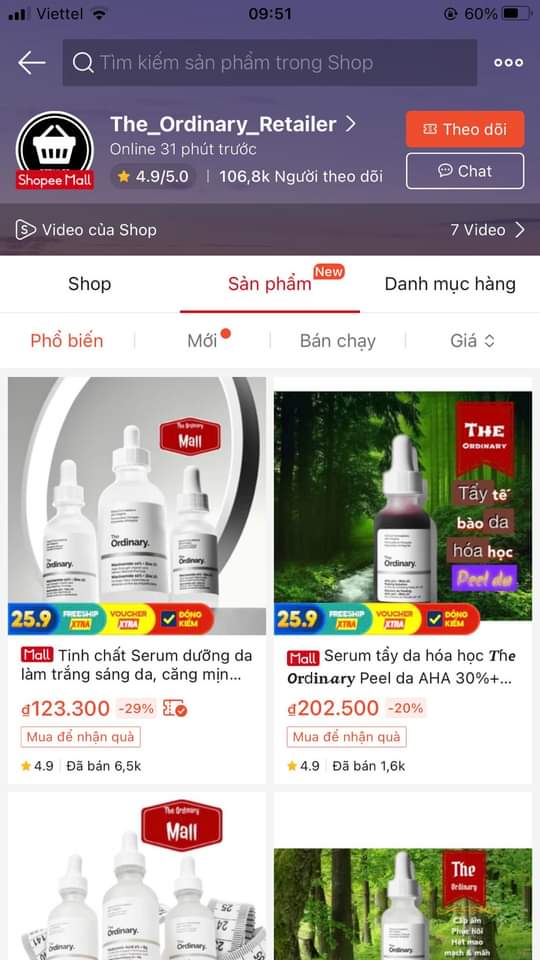 Viettel
09:51
60%
Tìm kiếm sản phẩm trong Shop
The_Ordinary_Retailer
Online 31 phút trước
4.9/5.0
106,8k Người theo dõi
Theo dõi
Chat
Shopee Mall
Video của Shop
7 Video
Shop
Sản phẩm
New
Danh mục hàng
Phổ biến
Mới
Bán chạy
Giá
The Ordinary
Mall
The
Ordinary.
The
Ordinary.
The
Ordinary.
Niacinamide 10% + Zinc 1%
25.9
FREESHIP
XTRA
VOUCHER
XTRA
ĐỒNG
KIỂM
Mall Tinh chất Serum dưỡng da
làm trắng sáng da, căng mịn...
₫123.300
-29%
Mua để nhận quà
4.9
Đã bán 6,5k
THE
ORDINARY
Tẩy tế
bào da
hóa học
Peel da
The
Ordinary.
25.9
FREESHIP
XTRA
VOUCHER
XTRA
ĐỒNG
KIỂM
Mall Serum tẩy da hóa học The
Ordinary Peel da AHA 30%+...
₫202.500
-20%
Mua để nhận quà
4.9
Đã bán 1,6k
The Ordinary
Mall
The
Ordinary.
The
Ordinary.
The
Ordinary.
The
Ordinary
Cấp ẩm
Phục hồi
Hết mao
mạch & mẩn
The
Ordinary.